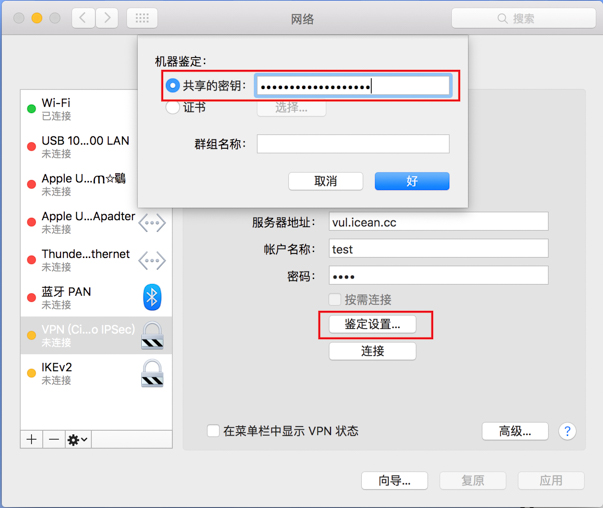 网络
搜索
机器鉴定:
共享的密钥:
证书
选择...
群组名称:
取消
好
Wi-Fi
已连接
USB 10...00 LAN
未连接
Apple U...
未连接
Apple U...Apadter
未连接
Thunde...thernet
未连接
蓝牙 PAN
未连接
VPN (Ci...o IPSec)
未连接
IKEv2
未连接
服务器地址:
vul.icean.cc
帐户名称:
test
密码:
按需连接
鉴定设置...
连接
在菜单栏中显示 VPN 状态
高级...
?
向导...
复原
应用